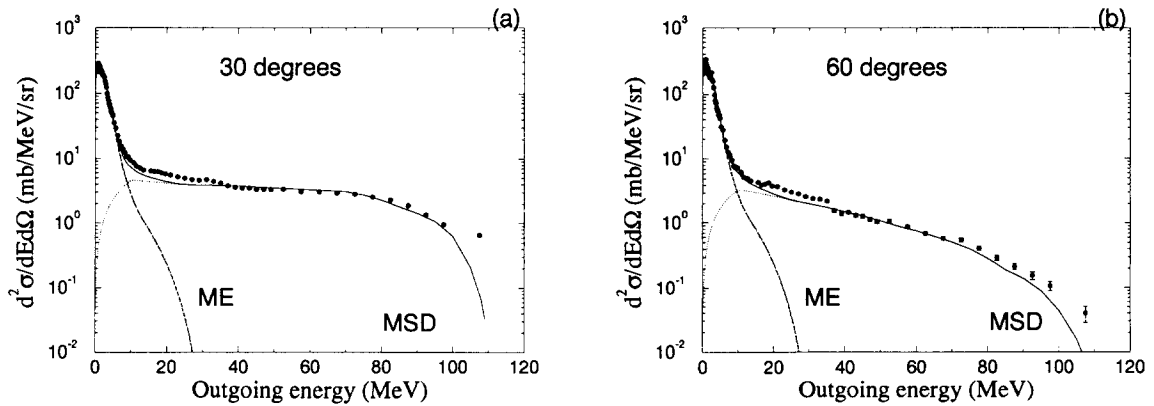 (a)
30 degrees
d²σ/dEdΩ (mb/MeV/sr)
10³
10²
10¹
10⁰
10⁻¹
10⁻²
ME
MSD
0 20 40 60 80 100 120
Outgoing energy (MeV)
(b)
60 degrees
d²σ/dEdΩ (mb/MeV/sr)
10³
10²
10¹
10⁰
10⁻¹
10⁻²
ME
MSD
0 20 40 60 80 100 120
Outgoing energy (MeV)